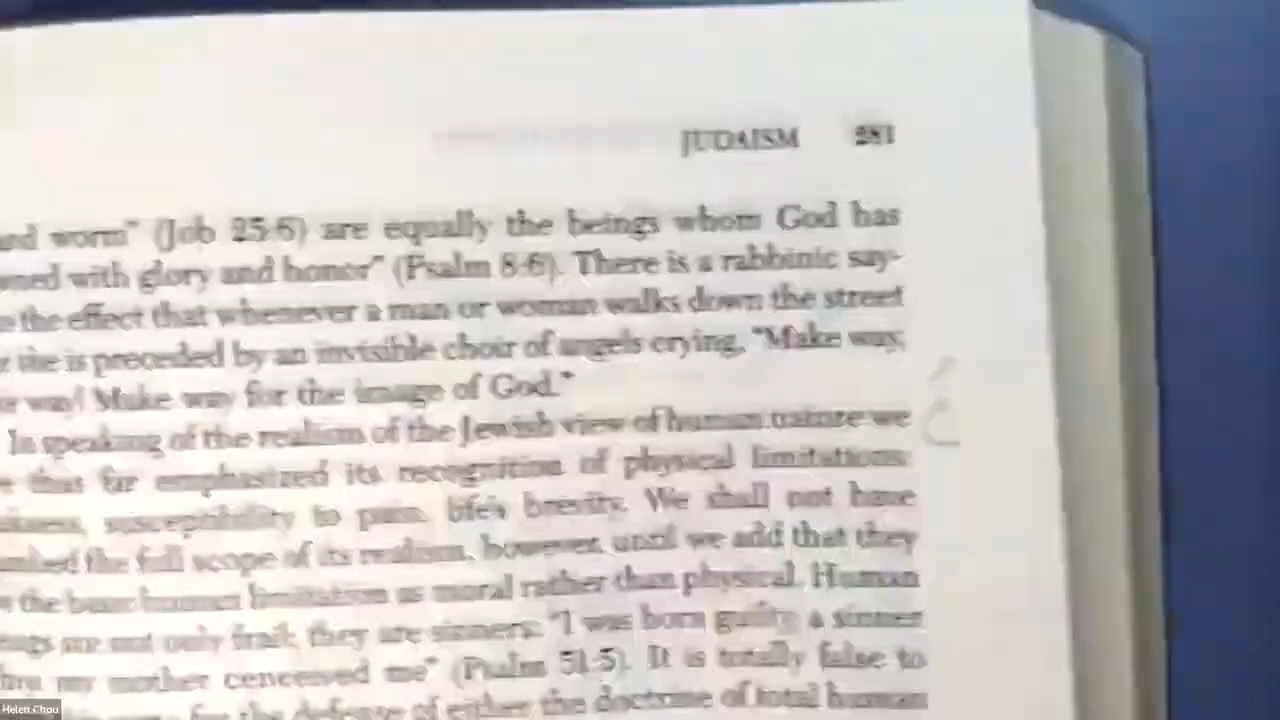 JUDAISM 281
and worm" (Job 25:6) are equally the beings whom God has
with glory and honor" (Psalm 8:6). There is a rabbinic say-
the effect that whenever a man or woman walks down the street
is preceded by an invisible choir of angels crying, "Make way,
way! Make way for the image of God."
In speaking of the realism of the Jewish view of human nature we
thus far emphasized its recognition of physical limitations:
susceptibility to pain, life's brevity. We shall not have
the full scope of its realism, however, until we add that they
the basic human limitation as moral rather than physical. Human
are not only frail; they are sinners: "I was born guilty, a sinner
my mother conceived me" (Psalm 51:5). It is totally false to
for the defense of either the doctrine of total human
Helen Chou